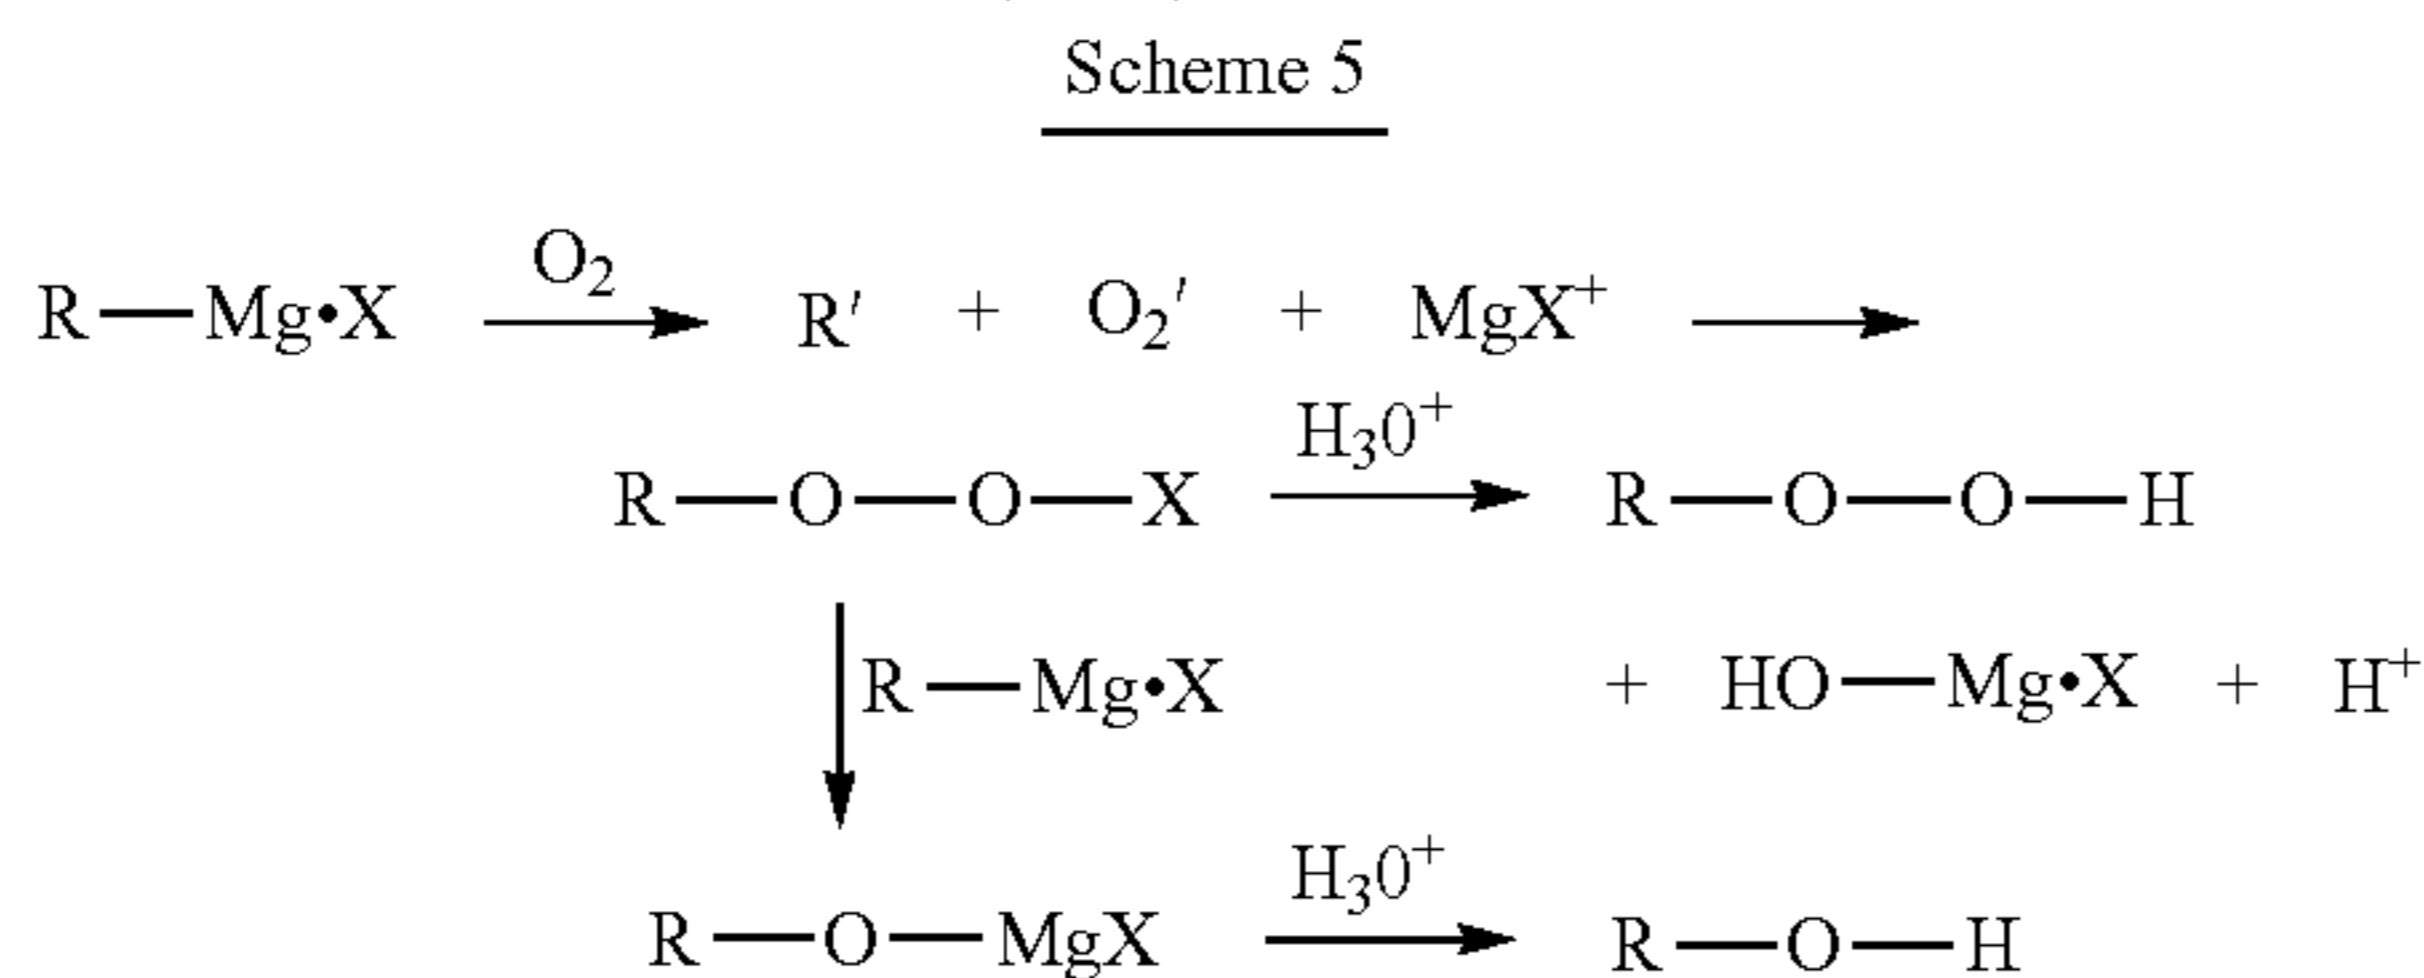 Scheme 5
R—Mg•X O₂ R′ + O₂′ + MgX⁺
R—O—O—X H₃0⁺ R—O—O—H
R—Mg•X + HO—Mg•X + H⁺
R—O—MgX H₃0⁺ R—O—H